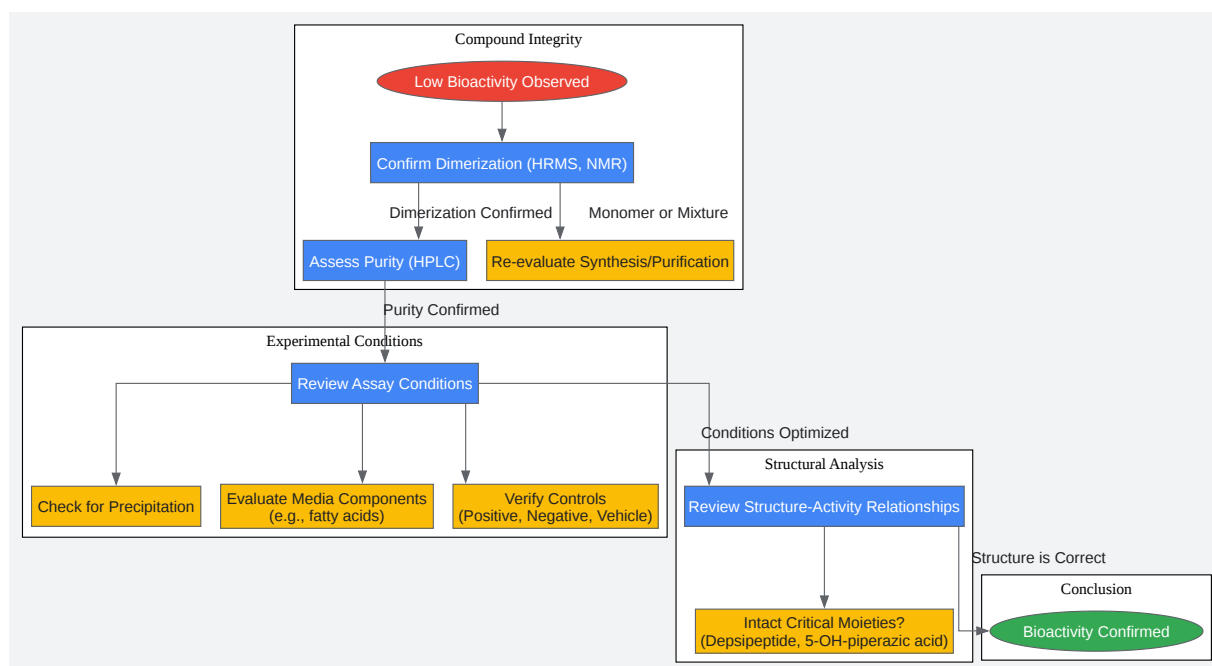 Compound Integrity
Low Bioactivity Observed
Confirm Dimerization (HRMS, NMR)
Dimerization Confirmed
Monomer or Mixture
Assess Purity (HPLC)
Re-evaluate Synthesis/Purification
Purity Confirmed
Experimental Conditions
Review Assay Conditions
Conditions Optimized
Check for Precipitation
Evaluate Media Components
(e.g., fatty acids)
Verify Controls
(Positive, Negative, Vehicle)
Structural Analysis
Review Structure-Activity Relationships
Structure is Correct
Intact Critical Moieties?
(Depsipeptide, 5-OH-piperazic acid)
Conclusion
Bioactivity Confirmed